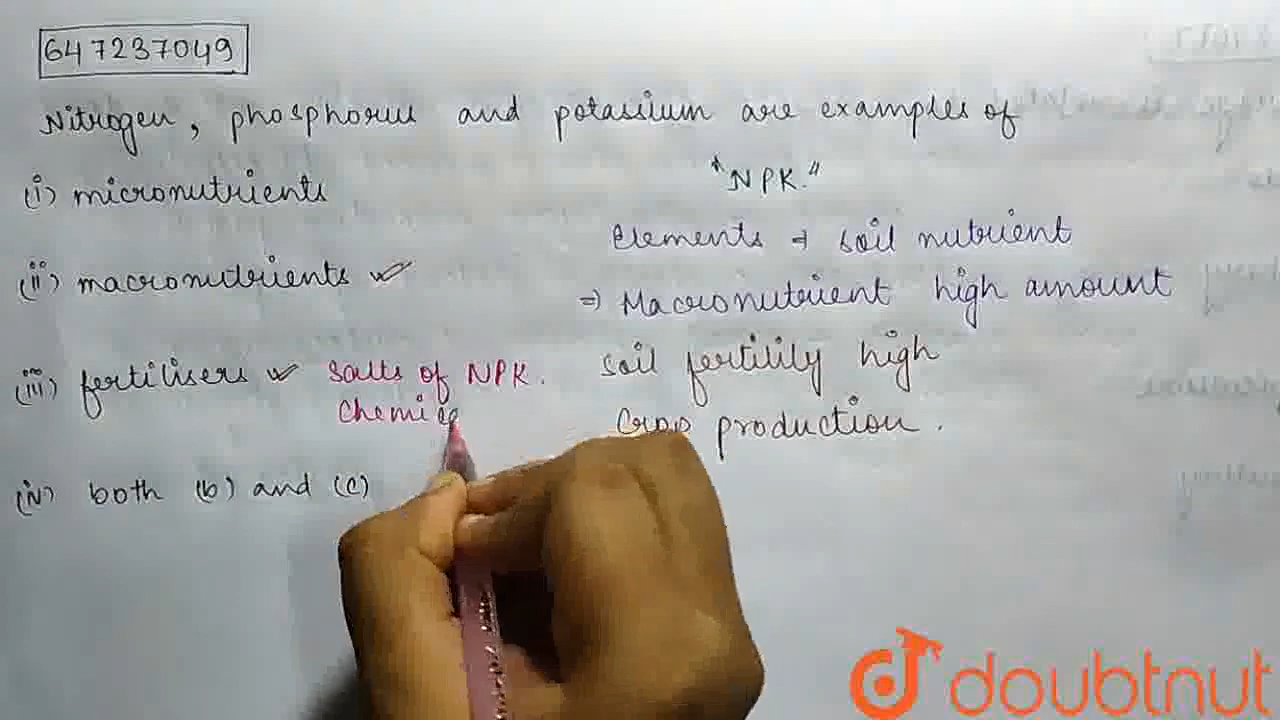 647237049
Nitrogen, phosphorus and potassium are examples of
"NPK."
(i) micronutrients
Elements ⇒ soil nutrient
(ii) macronutrients ✓
⇒ Macronutrient high amount
soil fertility high
(iii) fertilisers ✓ salts of NPK.
chemic
Crop production.
(iv) both (b) and (c)
doubtnut